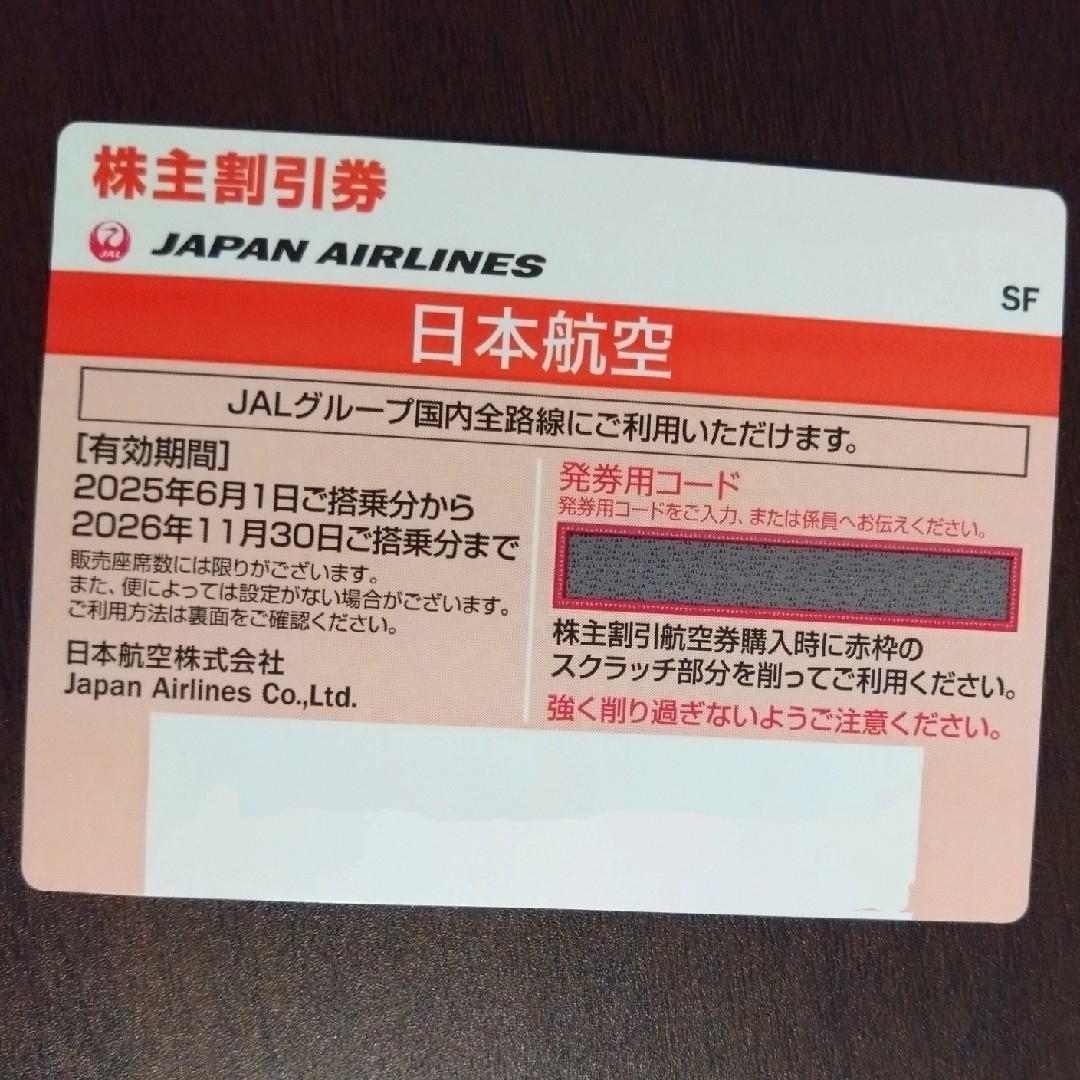 株主割引券
JAL
JAPAN AIRLINES
SF
日本航空
JALグループ国内全路線にご利用いただけます。
[有効期間]
2025年6月1日ご搭乗分から
2026年11月30日ご搭乗分まで
販売座席数には限りがございます。
また、便によっては設定がない場合がございます。
ご利用方法は裏面をご確認ください。
日本航空株式会社
Japan Airlines Co.,Ltd.
発券用コード
発券用コードをご入力、または係員へお伝えください。
株主割引航空券購入時に赤枠の
スクラッチ部分を削ってご利用ください。
強く削り過ぎないようご注意ください。